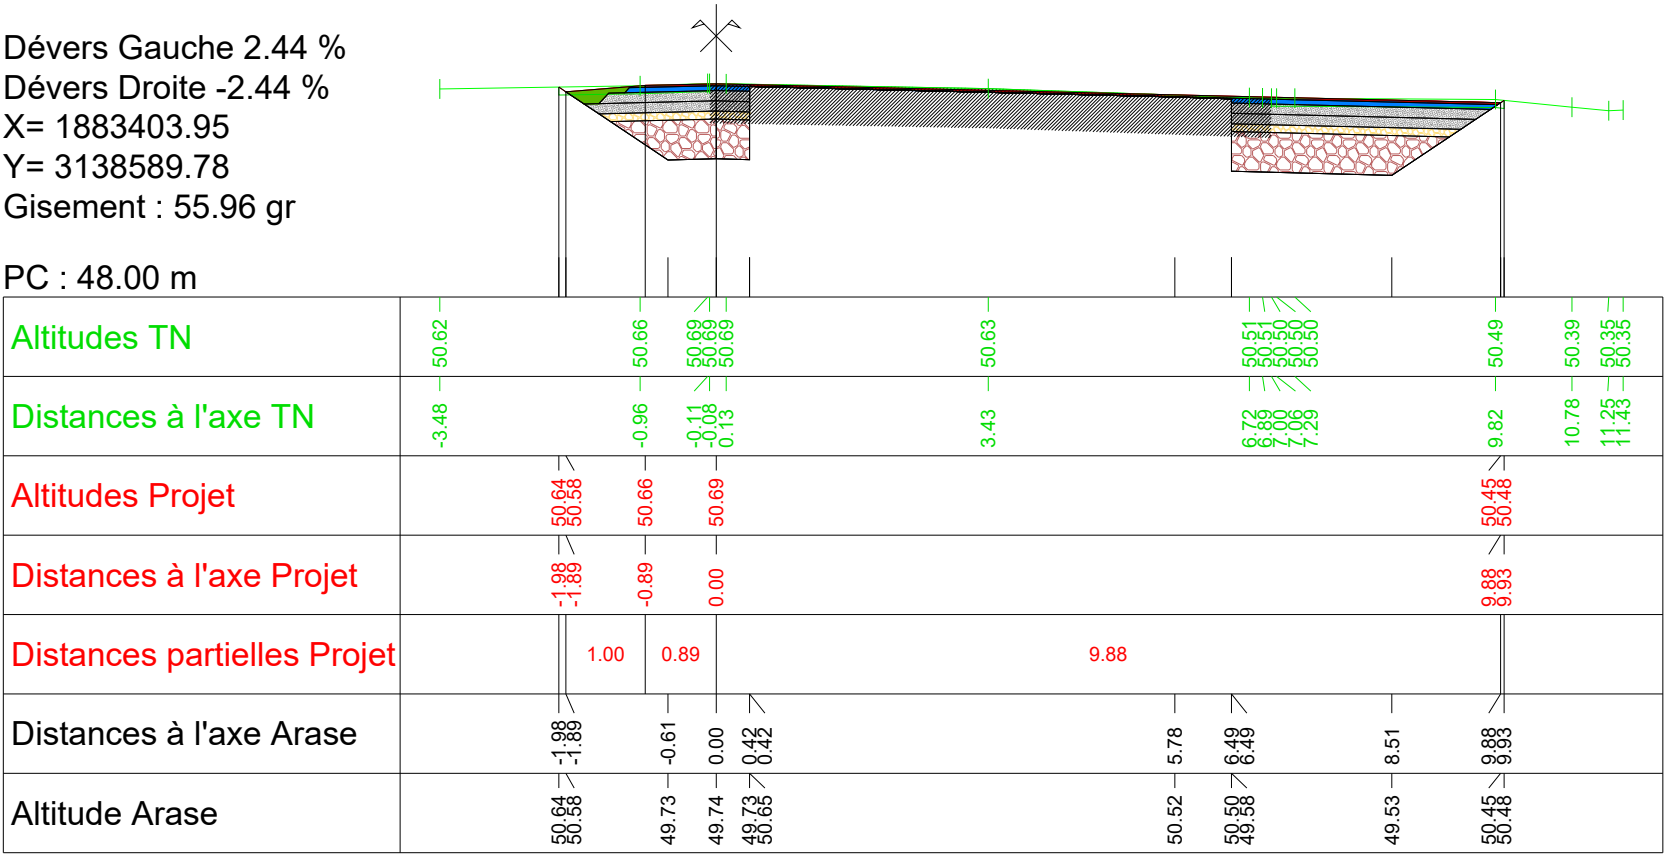 Dévers Gauche 2.44 %
Dévers Droite -2.44 %
X= 1883403.95
Y= 3138589.78
Gisement : 55.96 gr
PC : 48.00 m
Altitudes TN 50.62 50.66 50.69 50.69 50.69 50.63 50.51 50.51 50.50 50.50 50.50 50.49 50.39 50.35 50.35
Distances à l'axe TN -3.48 -0.96 -0.11 -0.08 0.13 3.43 6.72 6.89 7.00 7.06 7.29 9.82 10.78 11.25 11.43
Altitudes Projet 50.64 50.58 50.66 50.69 50.45 50.48
Distances à l'axe Projet -1.98 -1.89 -0.89 0.00 9.88 9.93
Distances partielles Projet 1.00 0.89 9.88
Distances à l'axe Arase -1.98 -1.89 -0.61 0.00 0.42 0.42 5.78 6.49 6.49 8.51 9.88 9.93
Altitude Arase 50.64 50.58 49.73 49.74 49.73 50.65 50.52 50.50 49.58 49.53 50.45 50.48